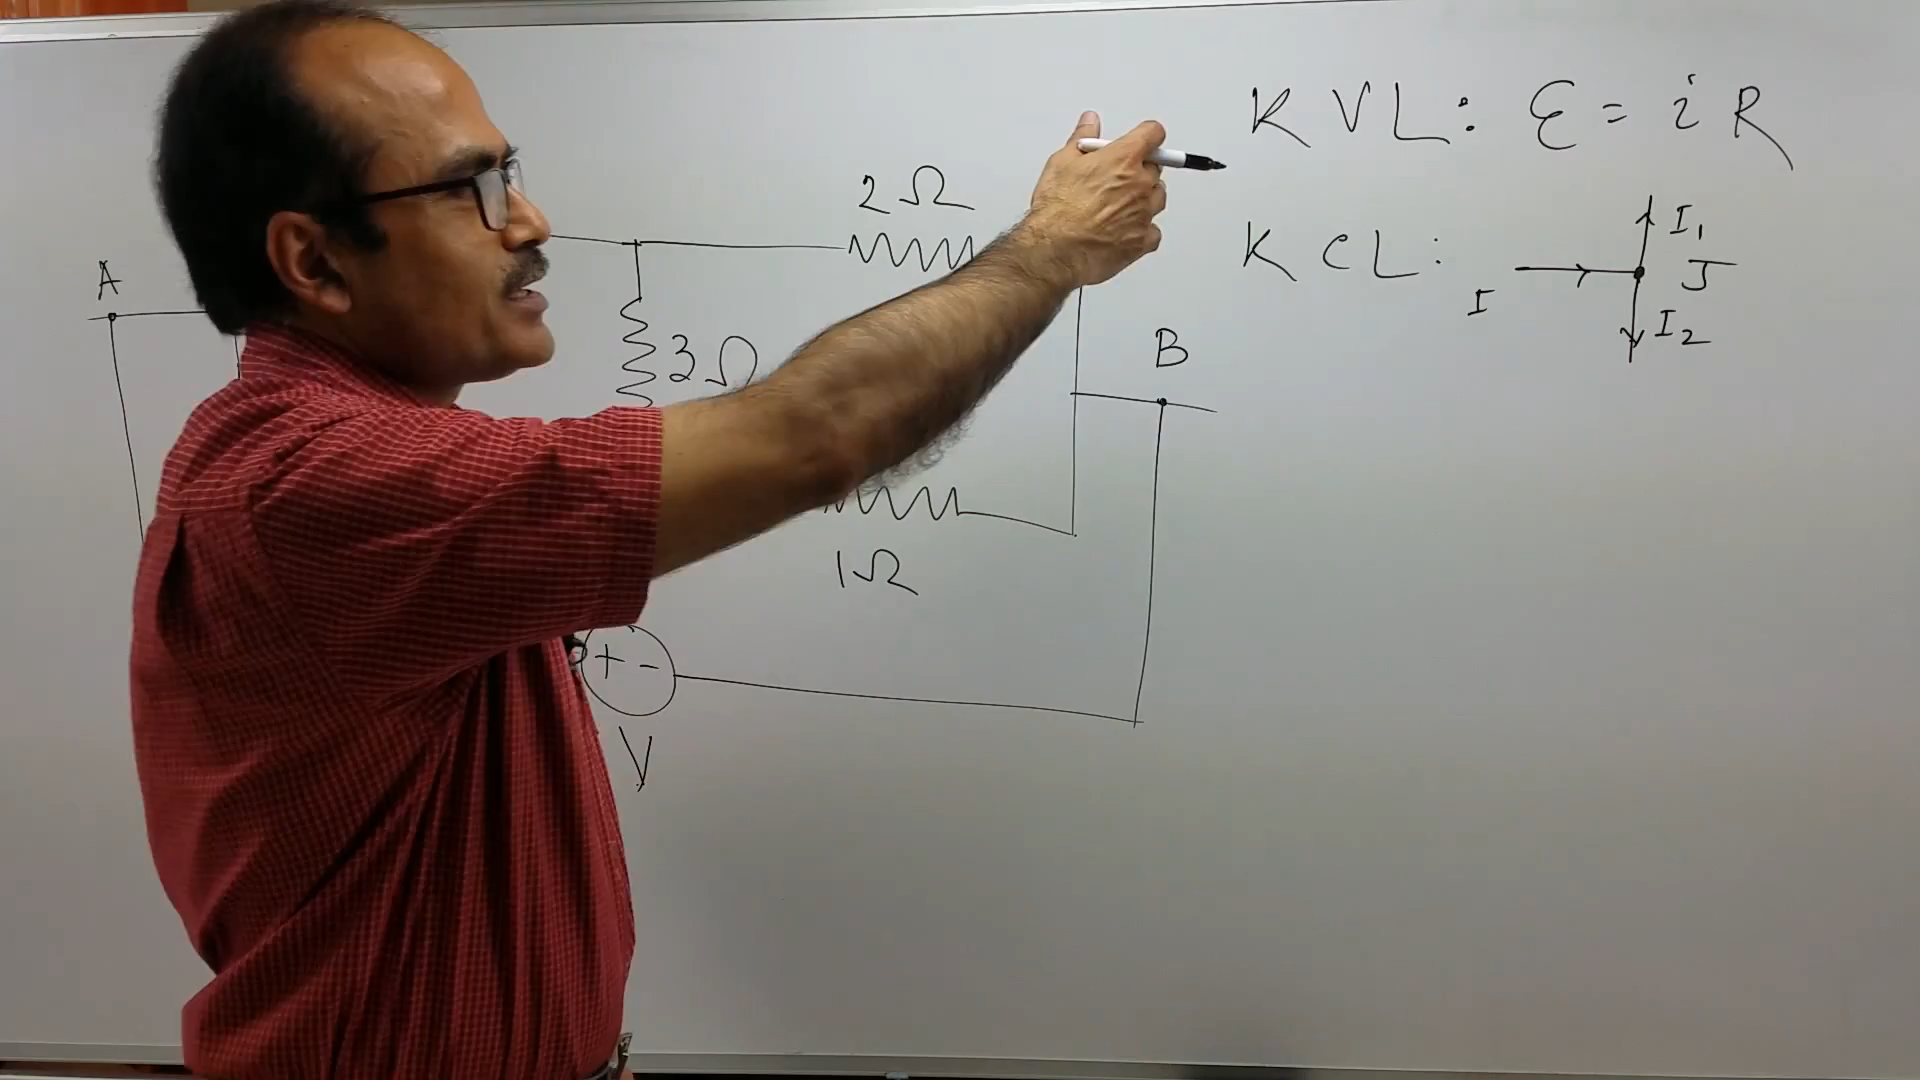 KVL: ℰ = iR
KCL:
I
I₁
J
I₂
A
2Ω
3Ω
B
1Ω
+ -
V